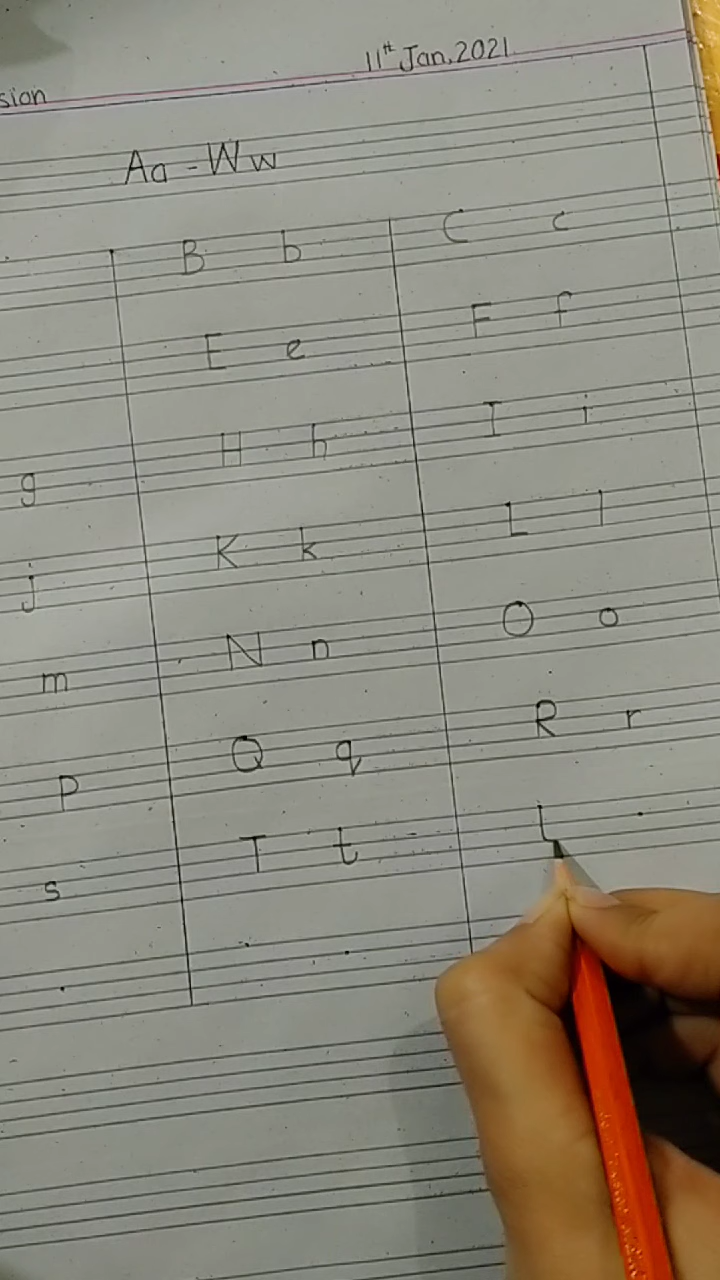 sion
11th Jan, 2021
Aa - Ww
B b C c
E e F f
g H h I i
j K k L l
m N n O o
p Q q R r
s T t